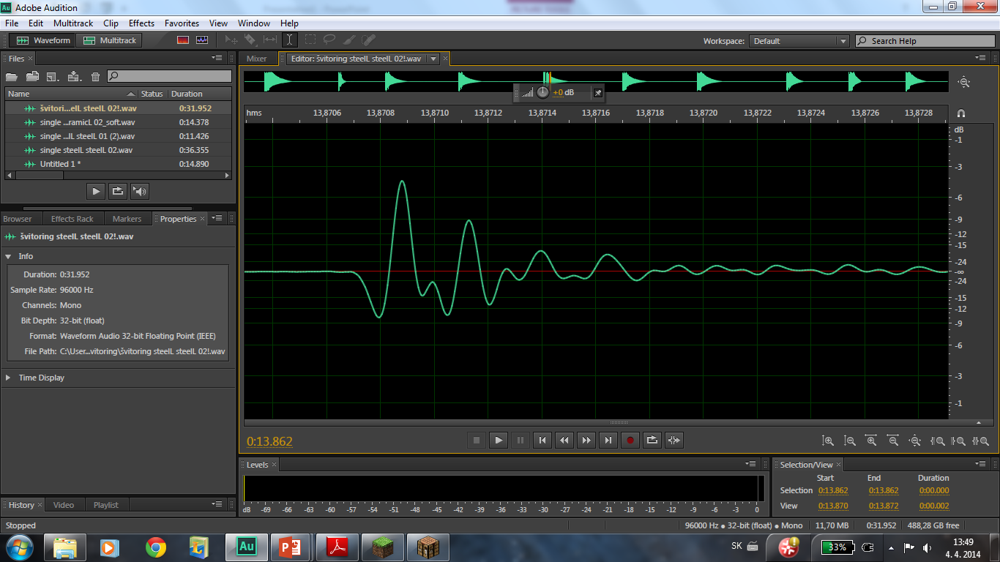 Adobe Audition
File Edit Multitrack Clip Effects Favorites View Window Help
Waveform Multitrack Workspace: Default Search Help
Files × Mixer Editor: švitoring steelL steelL 02!.wav ×
Name Status Duration
švitori...elL steelL 02!.wav 0:31.952
single ...ramicL 02_soft.wav 0:14.378
single ...lL steelL 01 (2).wav 0:11.426
single steelL steelL 02.wav 0:36.355
Untitled 1 * 0:14.890
+0 dB
hms 13,8706 13,8708 13,8710 13,8712 13,8714 13,8716 13,8718 13,8720 13,8722 13,8724 13,8726 13,8728
dB
-1
-3
-6
-9
-12
-15
-24
-∞
-24
-15
-12
-9
-6
-3
-1
Browser Effects Rack Markers Properties ×
švitoring steelL steelL 02!.wav
Info
Duration: 0:31.952
Sample Rate: 96000 Hz
Channels: Mono
Bit Depth: 32-bit (float)
Format: Waveform Audio 32-bit Floating Point (IEEE)
File Path: C:\User...vitoring\švitoring steelL steelL 02!.wav
Time Display
0:13.862
Levels ×
dB -69 -66 -63 -60 -57 -54 -51 -48 -45 -42 -39 -36 -33 -30 -27 -24 -21 -18 -15 -12 -9 -6 -3 0
Selection/View ×
Start End Duration
Selection 0:13.862 0:13.862 0:00.000
View 0:13.870 0:13.872 0:00.002
History × Video Playlist
Stopped 96000 Hz ● 32-bit (float) ● Mono 11,70 MB 0:31.952 488,28 GB free
Au SK 33% 13:49
4. 4. 2014